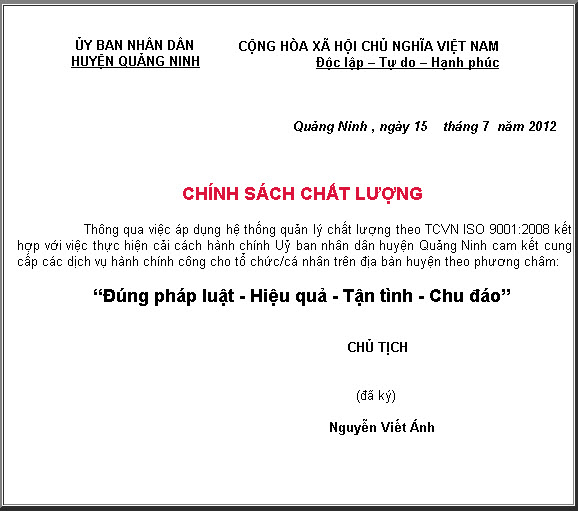 ỦY BAN NHÂN DÂN CỘNG HÒA XÃ HỘI CHỦ NGHĨA VIỆT NAM
HUYỆN QUẢNG NINH Độc lập – Tự do – Hạnh phúc
Quảng Ninh , ngày 15 tháng 7 năm 2012
CHÍNH SÁCH CHẤT LƯỢNG
Thông qua việc áp dụng hệ thống quản lý chất lượng theo TCVN ISO 9001:2008 kết
hợp với việc thực hiện cải cách hành chính Uỷ ban nhân dân huyện Quảng Ninh cam kết cung
cấp các dịch vụ hành chính công cho tổ chức/cá nhân trên địa bàn huyện theo phương châm:
“Đúng pháp luật - Hiệu quả - Tận tình - Chu đáo”
CHỦ TỊCH
(đã ký)
Nguyễn Viết Ánh